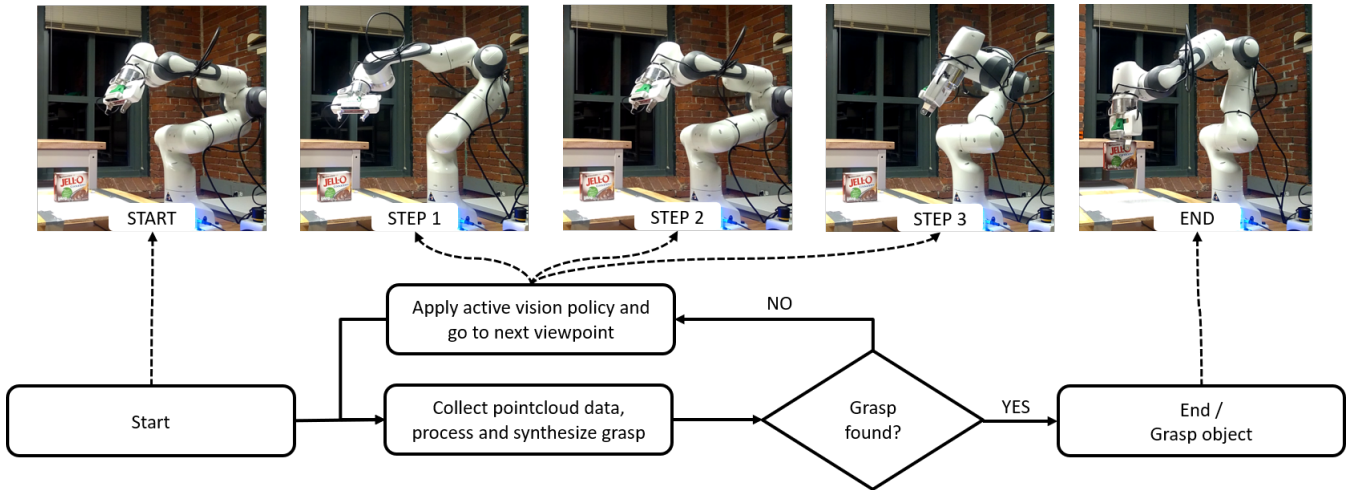 JELL-O
JELL-O
JELL-O
JELL-O
START
STEP 1
STEP 2
STEP 3
END
Apply active vision policy and
go to next viewpoint
NO
Start
Collect pointcloud data,
process and synthesize grasp
Grasp
found?
YES
End /
Grasp object